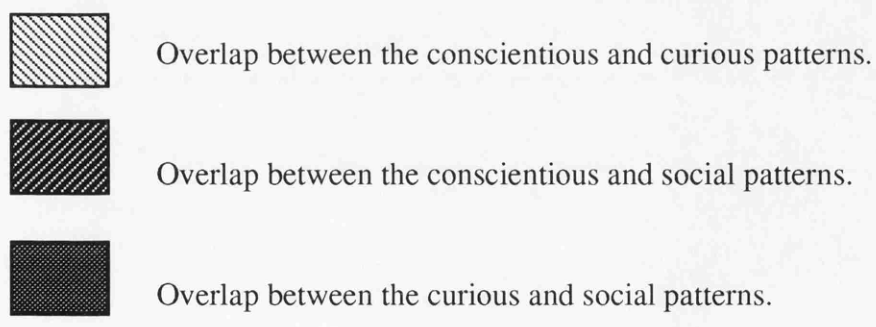 Overlap between the conscientious and curious patterns.
Overlap between the conscientious and social patterns.
Overlap between the curious and social patterns.